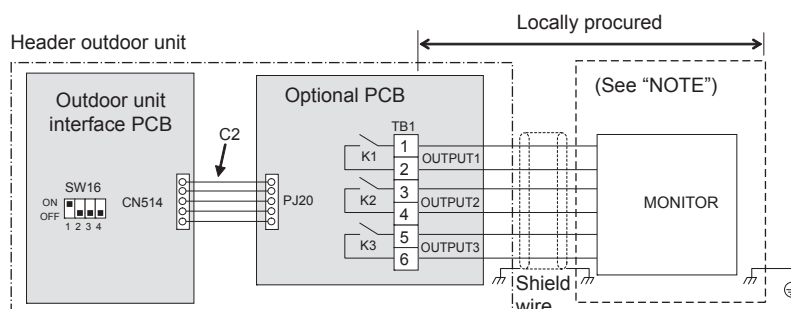 Locally procured
Header outdoor unit
Outdoor unit
interface PCB
Optional PCB
(See “NOTE”)
C2
TB1
SW16
ON
OFF
1 2 3 4
CN514
PJ20
K1
K2
K3
1
2
3
4
5
6
OUTPUT1
OUTPUT2
OUTPUT3
MONITOR
Shield
wire